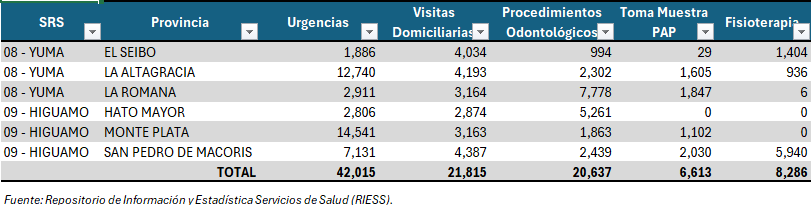 SRS Provincia Urgencias Visitas Domiciliarias Procedimientos Odontológicos Toma Muestra PAP Fisioterapia
08 - YUMA EL SEIBO 1,886 4,034 994 29 1,404
08 - YUMA LA ALTAGRACIA 12,740 4,193 2,302 1,605 936
08 - YUMA LA ROMANA 2,911 3,164 7,778 1,847 6
09 - HIGUAMO HATO MAYOR 2,806 2,874 5,261 0 0
09 - HIGUAMO MONTE PLATA 14,541 3,163 1,863 1,102 0
09 - HIGUAMO SAN PEDRO DE MACORIS 7,131 4,387 2,439 2,030 5,940
TOTAL 42,015 21,815 20,637 6,613 8,286
Fuente: Repositorio de Información y Estadística Servicios de Salud (RIESS).